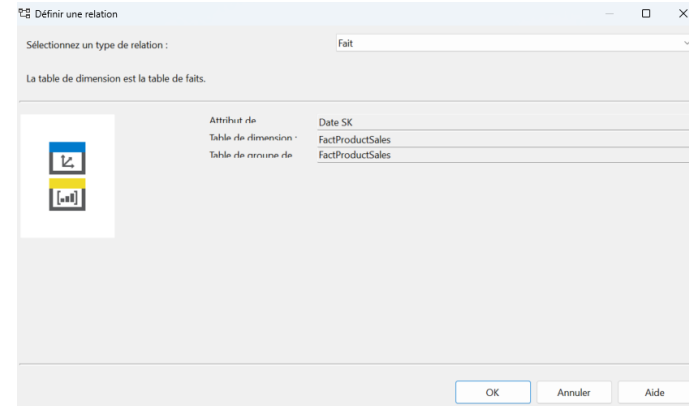 Définir une relation
Sélectionnez un type de relation :
Fait
La table de dimension est la table de faits.
Attribut de
Date SK
Table de dimension :
FactProductSales
Table de groupe de
FactProductSales
OK
Annuler
Aide